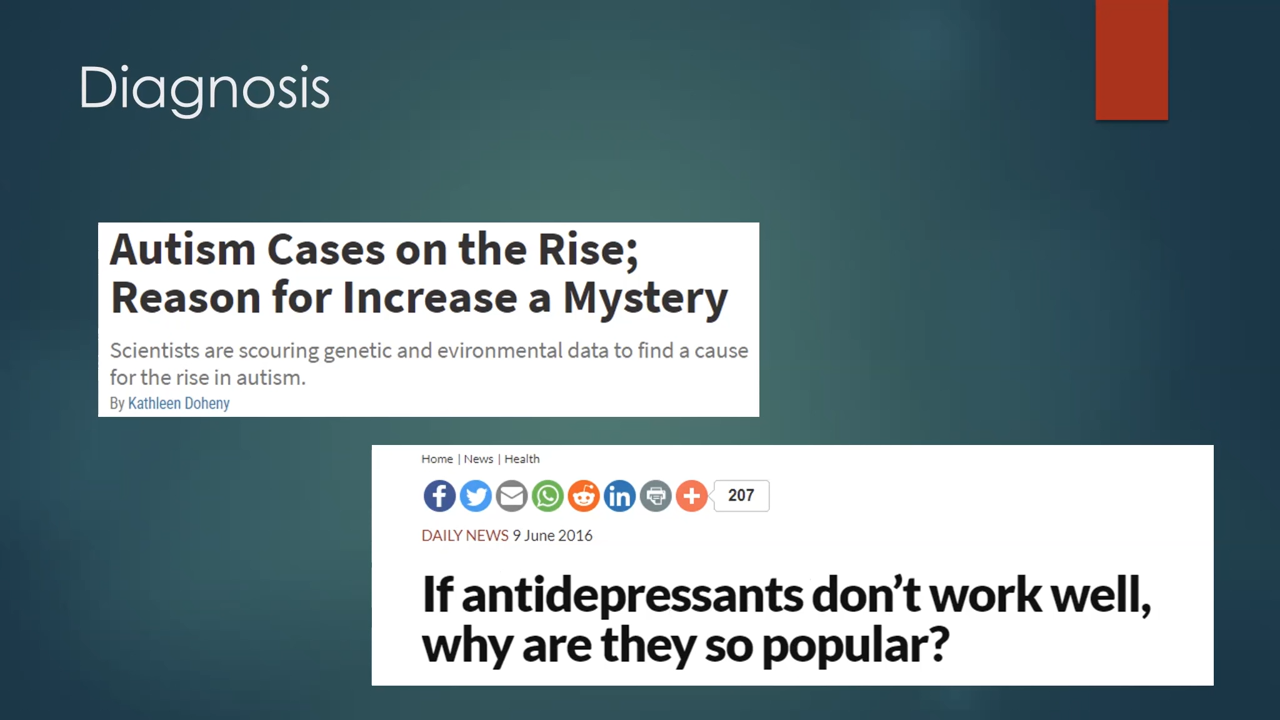 Diagnosis
Autism Cases on the Rise;
Reason for Increase a Mystery
Scientists are scouring genetic and evironmental data to find a cause
for the rise in autism.
By Kathleen Doheny
Home | News | Health
207
DAILY NEWS 9 June 2016
If antidepressants don't work well,
why are they so popular?